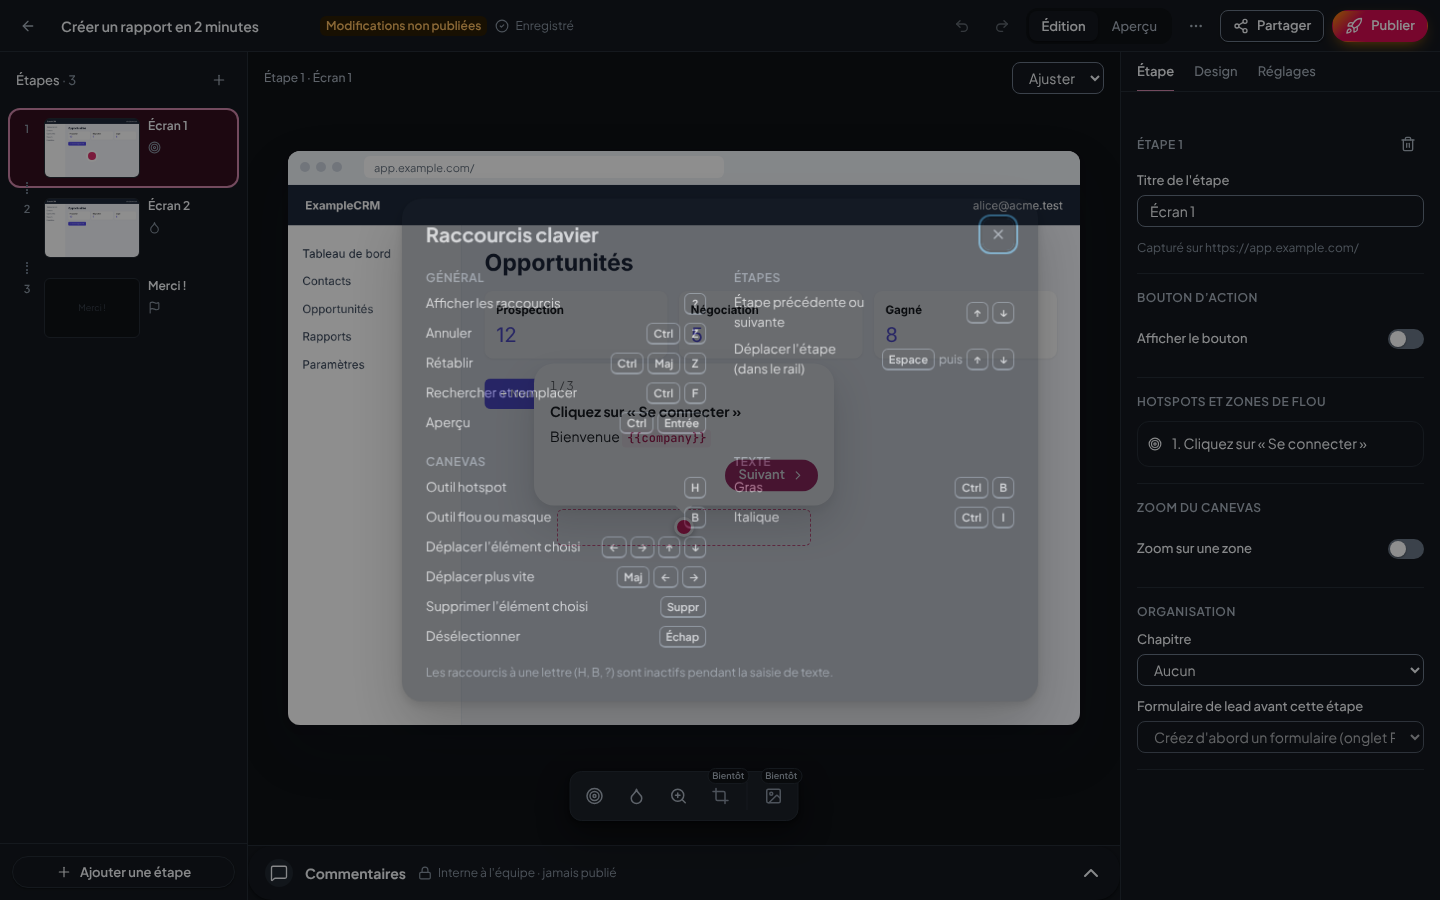 Créer un rapport en 2 minutes
Modifications non publiées
Enregistré
Édition
Aperçu
Partager
Publier
Étapes · 3
1
Écran 1
2
Écran 2
3
Merci !
Merci !
Ajouter une étape
Étape 1 · Écran 1
Ajuster
app.example.com/
ExampleCRM
alice@acme.test
Tableau de bord
Contacts
Opportunités
Rapports
Paramètres
Opportunités
Prospection
12
Négociation
5
Gagné
8
1 / 3
Cliquez sur « Se connecter »
Bienvenue {{company}}
Suivant
Raccourcis clavier
GÉNÉRAL
Afficher les raccourcis ?
Annuler Ctrl Z
Rétablir Ctrl Maj Z
Rechercher et remplacer Ctrl F
Aperçu Ctrl Entrée
CANEVAS
Outil hotspot H
Outil flou ou masque B
Déplacer l'élément choisi ← → ↑ ↓
Déplacer plus vite Maj ← →
Supprimer l'élément choisi Suppr
Désélectionner Échap
ÉTAPES
Étape précédente ou
suivante ↑ ↓
Déplacer l'étape
(dans le rail) Espace puis ↑ ↓
TEXTE
Gras Ctrl B
Italique Ctrl I
Les raccourcis à une lettre (H, B, ?) sont inactifs pendant la saisie de texte.
Bientôt
Bientôt
Commentaires
Interne à l'équipe · jamais publié
Étape
Design
Réglages
ÉTAPE 1
Titre de l'étape
Écran 1
Capturé sur https://app.example.com/
BOUTON D'ACTION
Afficher le bouton
HOTSPOTS ET ZONES DE FLOU
1. Cliquez sur « Se connecter »
ZOOM DU CANEVAS
Zoom sur une zone
ORGANISATION
Chapitre
Aucun
Formulaire de lead avant cette étape
Créez d'abord un formulaire (onglet F